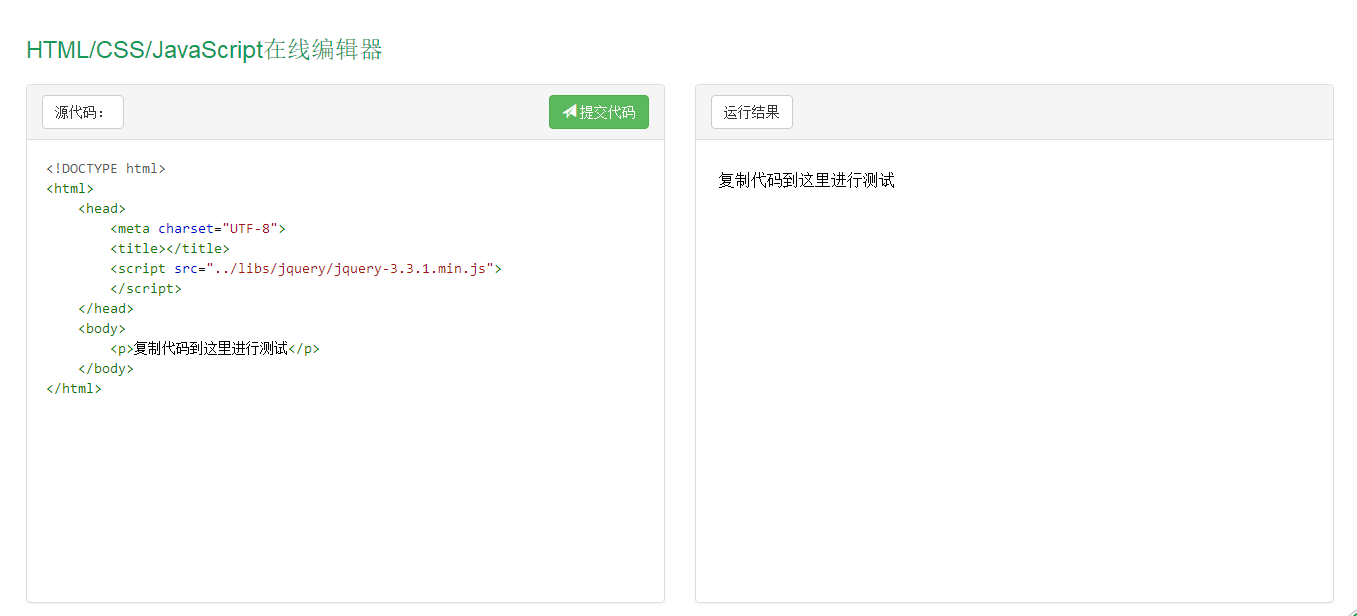 HTML/CSS/JavaScript在线编辑器
源代码：
提交代码
<!DOCTYPE html>
<html>
    <head>
        <meta charset="UTF-8">
        <title></title>
        <script src="../libs/jquery/jquery-3.3.1.min.js">
        </script>
    </head>
    <body>
        <p>复制代码到这里进行测试</p>
    </body>
</html>
运行结果
复制代码到这里进行测试